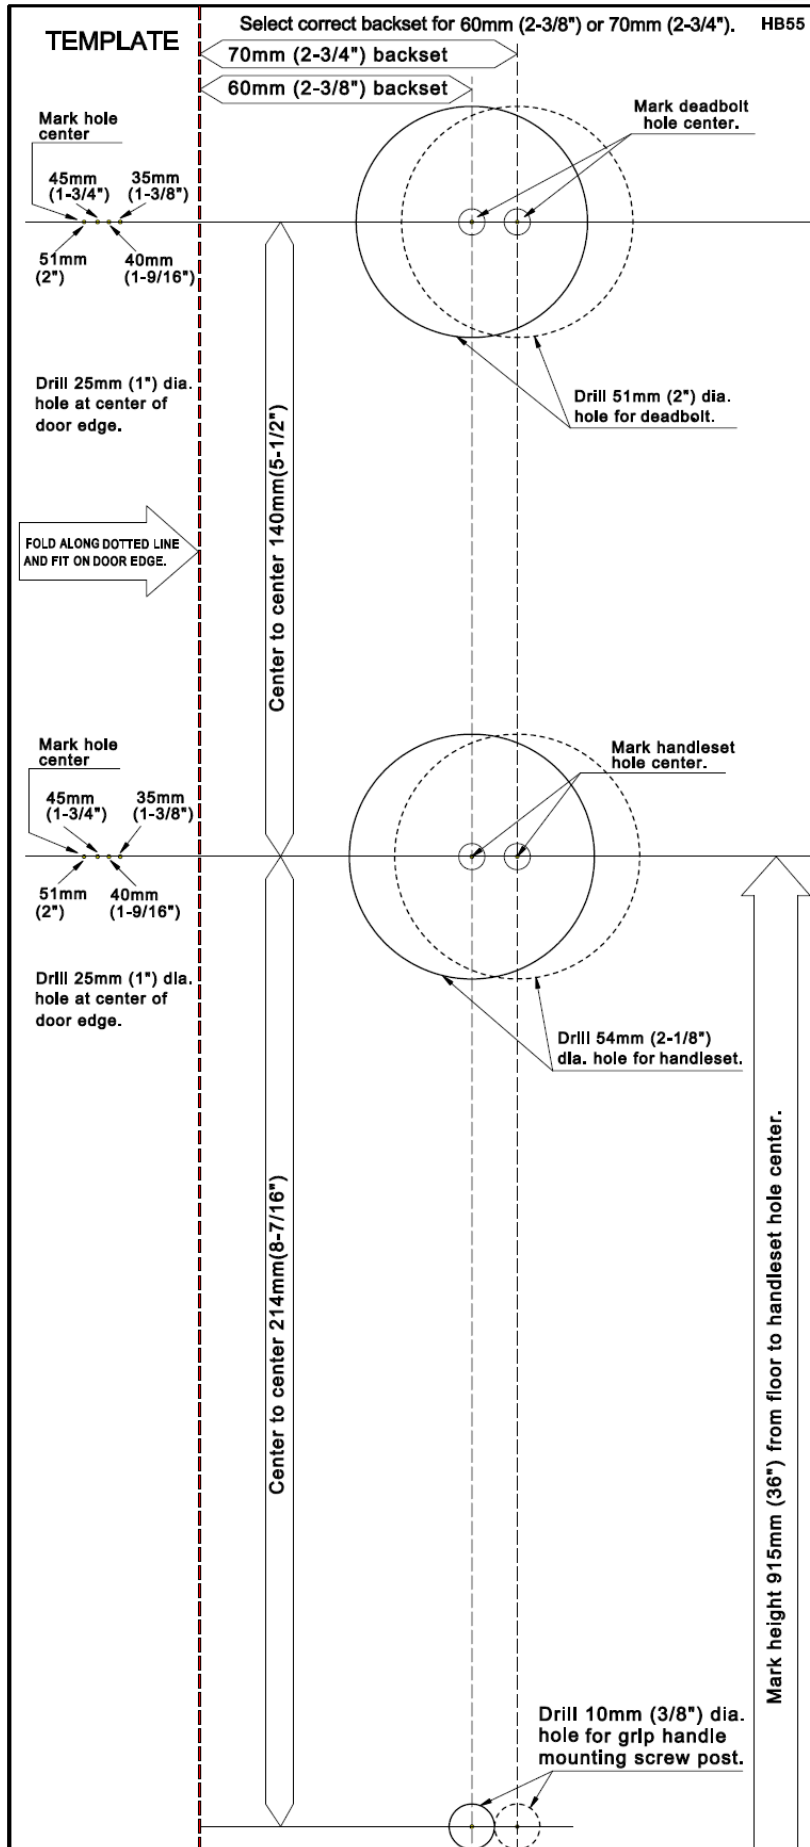 TEMPLATE
Select correct backset for 60mm (2-3/8") or 70mm (2-3/4").
HB55
70mm (2-3/4") backset
60mm (2-3/8") backset
Mark hole
center
45mm
(1-3/4")
35mm
(1-3/8")
51mm
(2")
40mm
(1-9/16")
Mark deadbolt
hole center.
Drill 25mm (1") dia.
hole at center of
door edge.
Drill 51mm (2") dia.
hole for deadbolt.
Center to center 140mm(5-1/2")
FOLD ALONG DOTTED LINE
AND FIT ON DOOR EDGE.
Mark hole
center
45mm
(1-3/4")
35mm
(1-3/8")
51mm
(2")
40mm
(1-9/16")
Mark handleset
hole center.
Drill 25mm (1") dia.
hole at center of
door edge.
Drill 54mm (2-1/8")
dia. hole for handleset.
Center to center 214mm(8-7/16")
Mark height 915mm (36") from floor to handleset hole center.
Drill 10mm (3/8") dia.
hole for grip handle
mounting screw post.